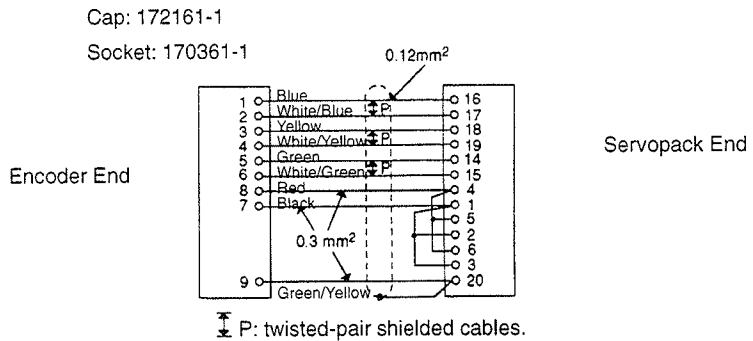 Cap: 172161-1
Socket: 170361-1
0.12mm²
Encoder End
Servopack End
1 Blue 16
2 White/Blue P 17
3 Yellow 18
4 White/Yellow P 19
5 Green 14
6 White/Green P 15
8 Red 4
7 Black 1
5
0.3 mm² 2
6
3
9 20
Green/Yellow
P: twisted-pair shielded cables.